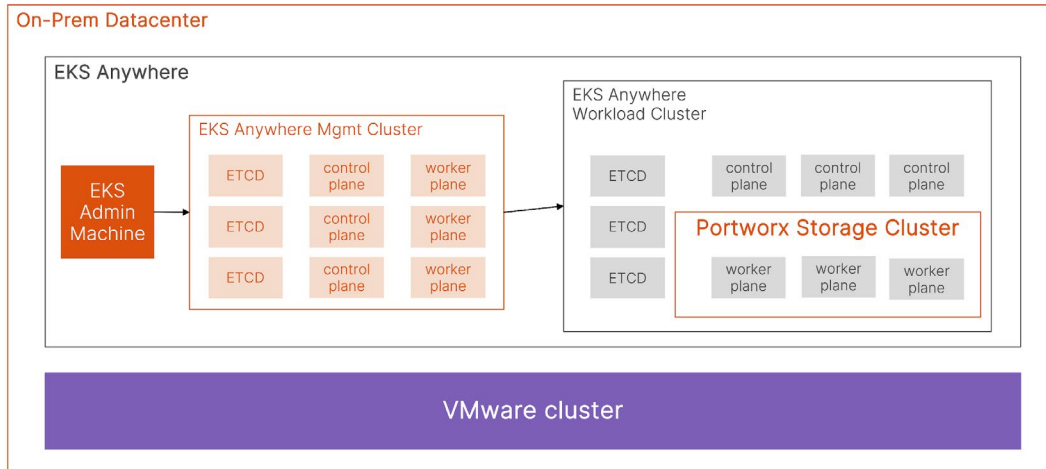 On-Prem Datacenter
EKS Anywhere
EKS Anywhere Mgmt Cluster
EKS
Admin
Machine
ETCD
control
plane
worker
plane
ETCD
control
plane
worker
plane
ETCD
control
plane
worker
plane
EKS Anywhere
Workload Cluster
ETCD
control
plane
control
plane
control
plane
ETCD
Portworx Storage Cluster
ETCD
worker
plane
worker
plane
worker
plane
VMware cluster